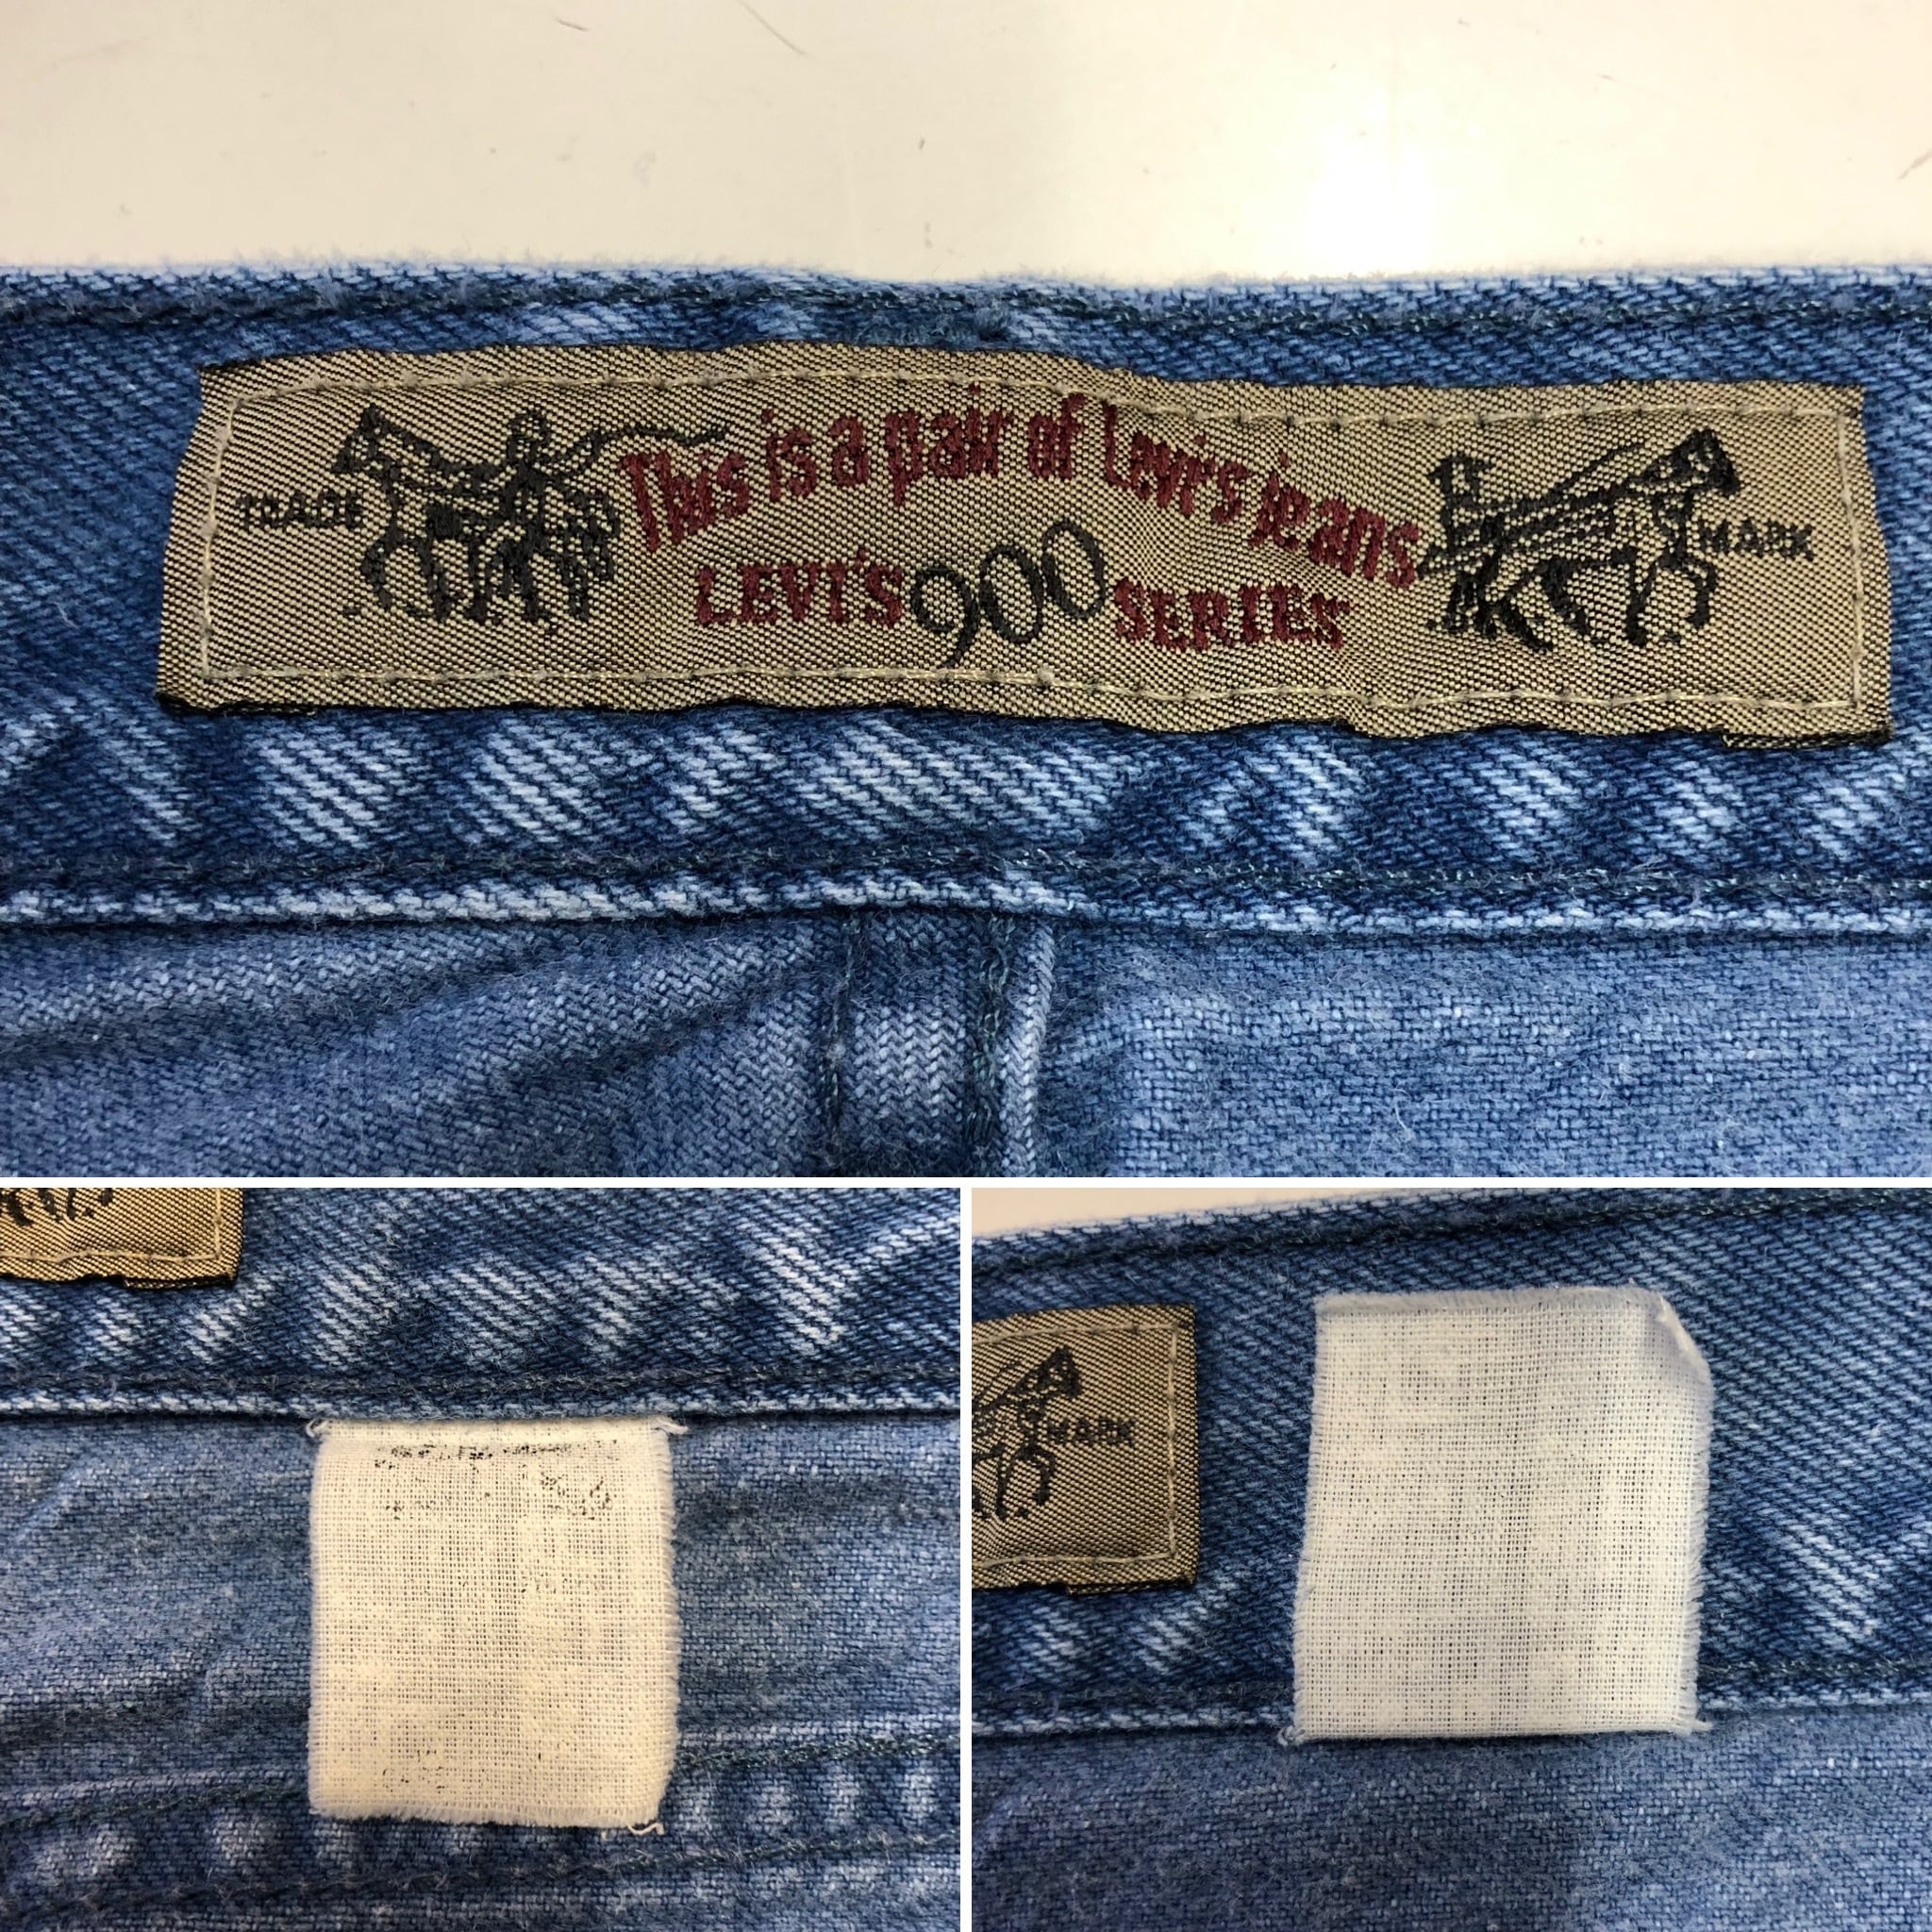 TRADE
This is a pair of Levi's jeans
LEVI'S 900 SERIES
MARK
MARK